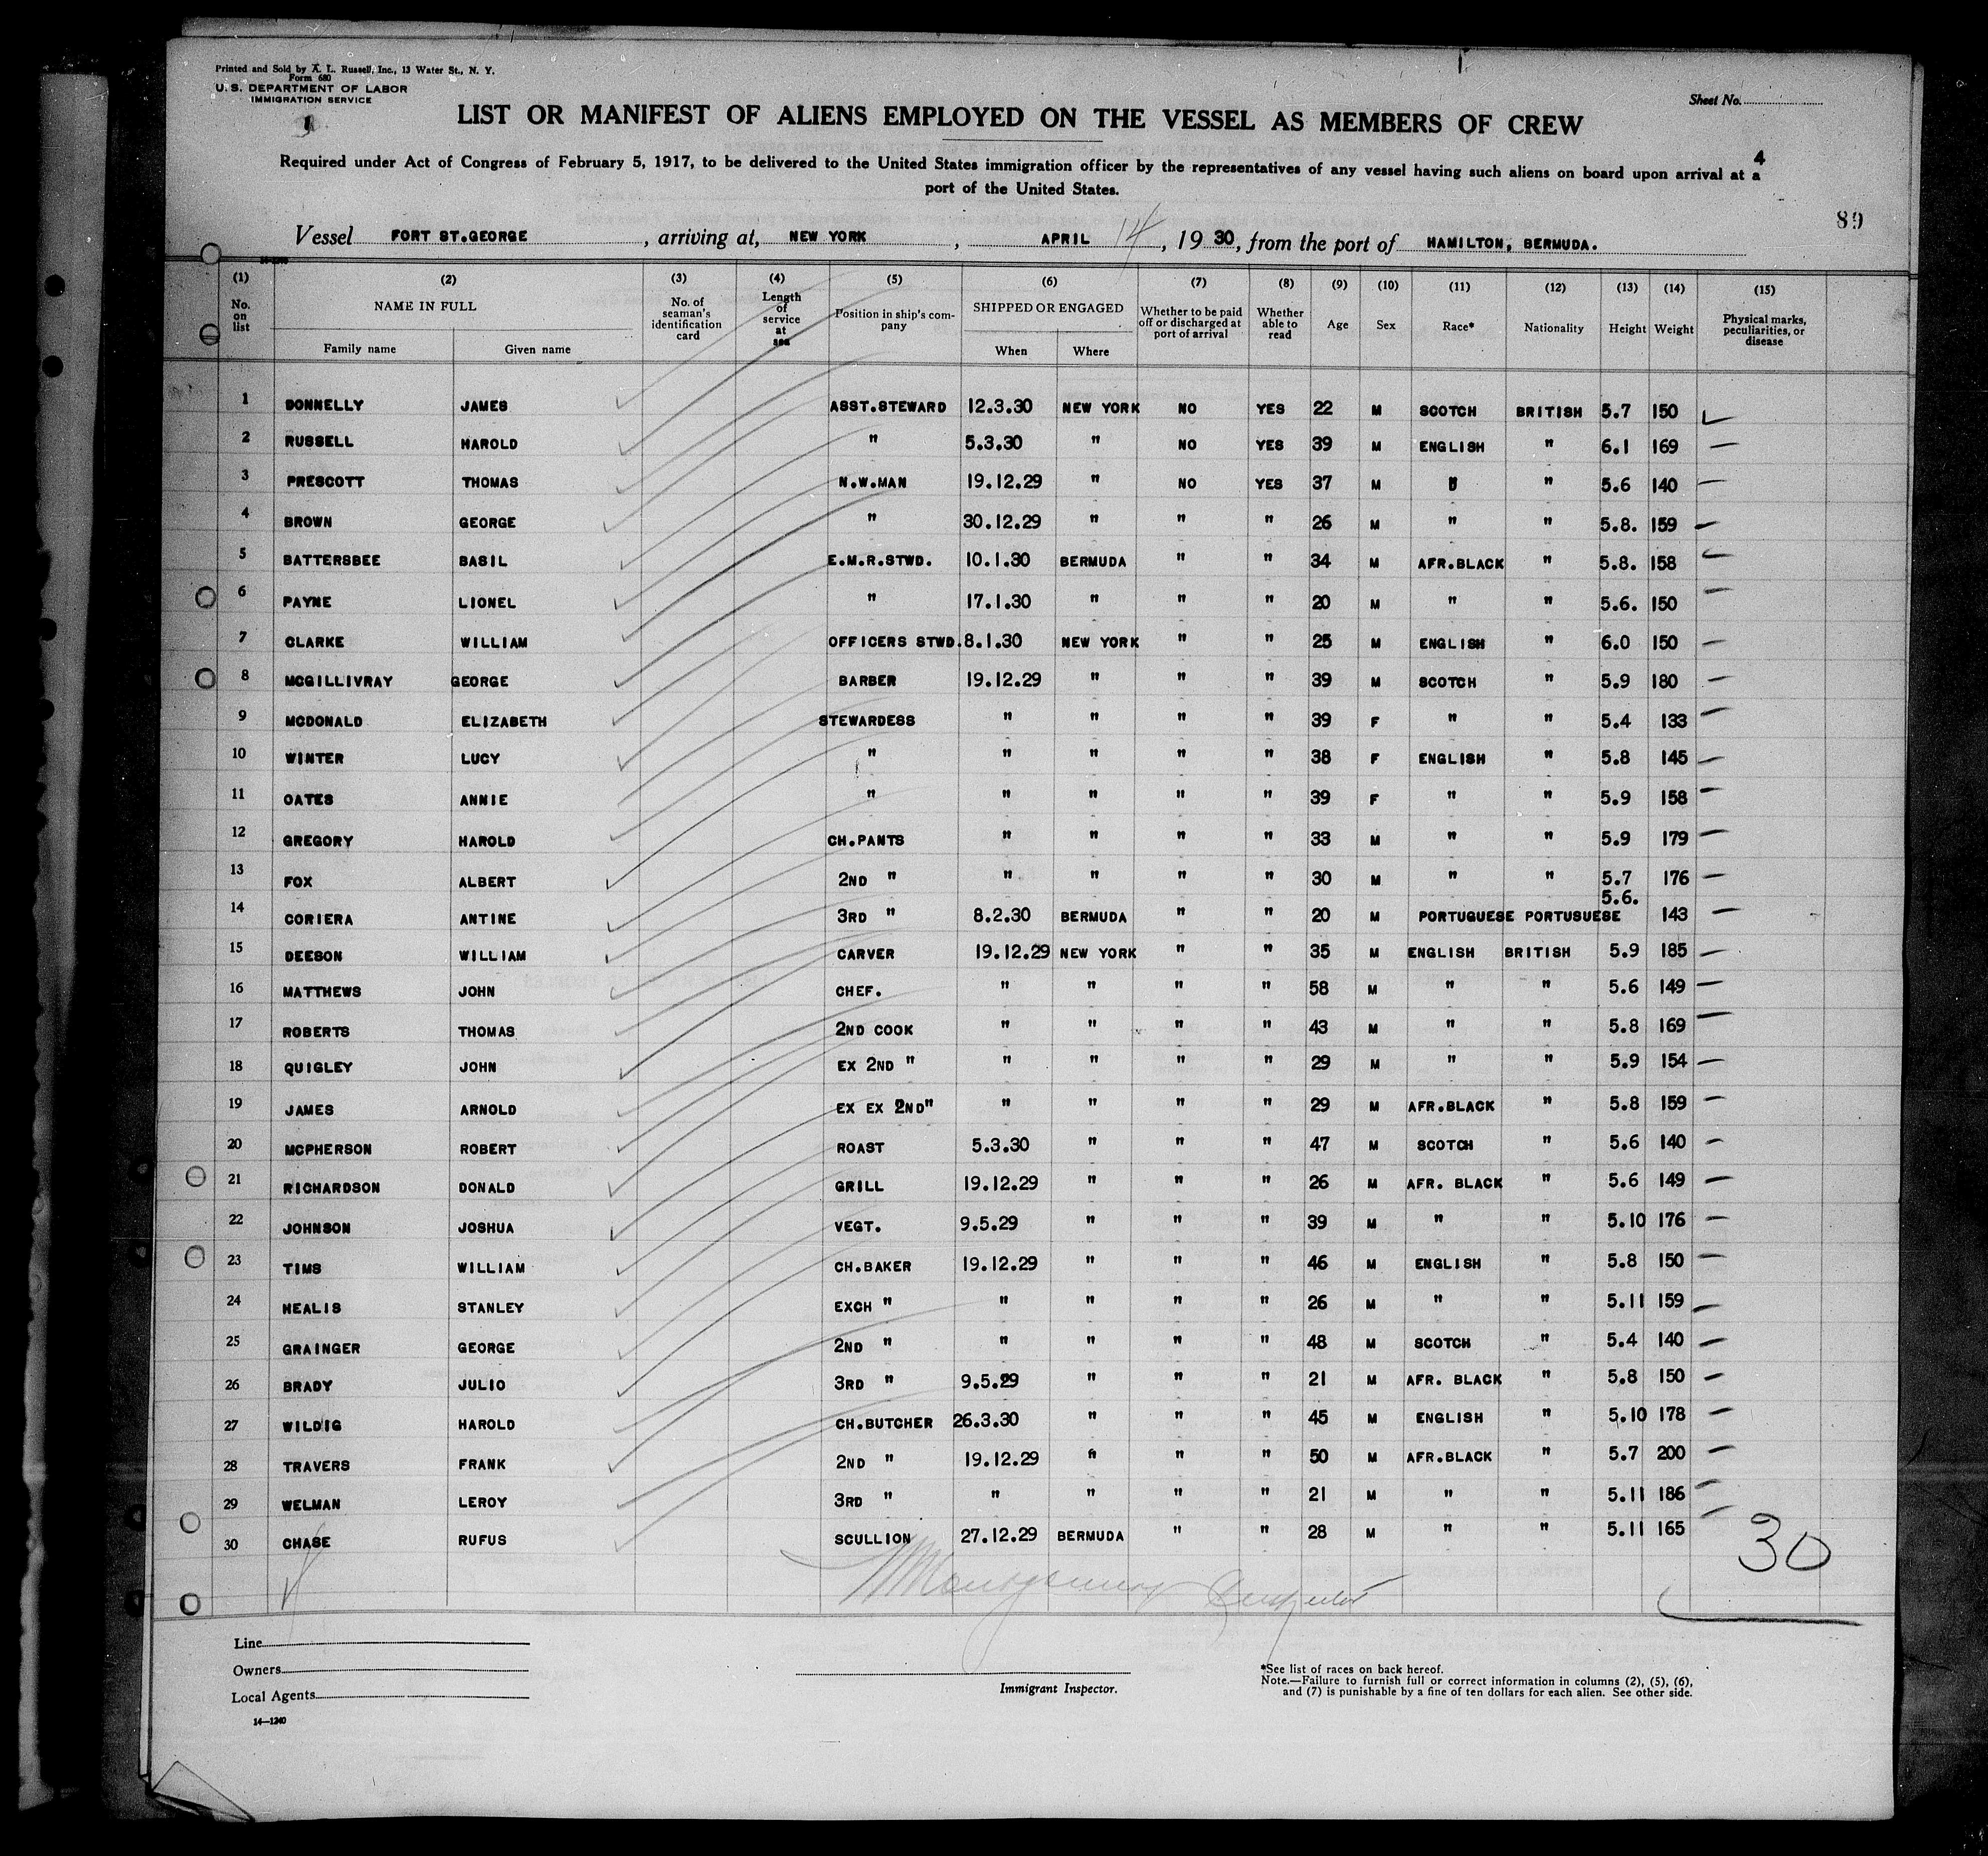 Printed and Sold by A. L. Russell, Inc., 13 Water St., N. Y.
Form 680
U. S. DEPARTMENT OF LABOR
IMMIGRATION SERVICE
Sheet No.
LIST OR MANIFEST OF ALIENS EMPLOYED ON THE VESSEL AS MEMBERS OF CREW
4
Required under Act of Congress of February 5, 1917, to be delivered to the United States immigration officer by the representatives of any vessel having such aliens on board upon arrival at a
port of the United States.
89
Vessel FORT ST.GEORGE , arriving at, NEW YORK , APRIL 14 , 19 30, from the port of HAMILTON, BERMUDA.
(1) (2) (3) (4) (5) (6) (7) (8) (9) (10) (11) (12) (13) (14) (15)
No. on list NAME IN FULL Family name Given name No. of seaman's identification card Length of service at sea Position in ship's company SHIPPED OR ENGAGED When Where Whether to be paid off or discharged at port of arrival Whether able to read Age Sex Race* Nationality Height Weight Physical marks, peculiarities, or disease
1 DONNELLY JAMES ASST.STEWARD 12.3.30 NEW YORK NO YES 22 M SCOTCH BRITISH 5.7 150
2 RUSSELL HAROLD " 5.3.30 " NO YES 39 M ENGLISH " 6.1 169
3 PRESCOTT THOMAS N.W.MAN 19.12.29 " NO YES 37 M " " 5.6 140
4 BROWN GEORGE " 30.12.29 " " " 26 M " " 5.8. 159
5 BATTERSBEE BASIL E.M.R.STWD. 10.1.30 BERMUDA " " 34 M AFR.BLACK " 5.8. 158
6 PAYNE LIONEL " 17.1.30 " " " 20 M " " 5.6. 150
7 CLARKE WILLIAM OFFICERS STWD. 8.1.30 NEW YORK " " 25 M ENGLISH " 6.0 150
8 MCGILLIVRAY GEORGE BARBER 19.12.29 " " " 39 M SCOTCH " 5.9 180
9 MCDONALD ELIZABETH STEWARDESS " " " " 39 F " " 5.4 133
10 WINTER LUCY " " " " " 38 F ENGLISH " 5.8 145
11 OATES ANNIE " " " " " 39 F " " 5.9 158
12 GREGORY HAROLD CH.PANTS " " " " 33 M " " 5.9 179
13 FOX ALBERT 2ND " " " " " 30 M " " 5.7 176
14 CORIERA ANTINE 3RD " 8.2.30 BERMUDA " " 20 M PORTUGUESE PORTUSUESE 5.6. 143
15 DEESON WILLIAM CARVER 19.12.29 NEW YORK " " 35 M ENGLISH BRITISH 5.9 185
16 MATTHEWS JOHN CHEF. " " " " 58 M " " 5.6 149
17 ROBERTS THOMAS 2ND COOK " " " " 43 M " " 5.8 169
18 QUIGLEY JOHN EX 2ND " " " " " 29 M " " 5.9 154
19 JAMES ARNOLD EX EX 2ND" " " " " 29 M AFR.BLACK " 5.8 159
20 MCPHERSON ROBERT ROAST 5.3.30 " " " 47 M SCOTCH " 5.6 140
21 RICHARDSON DONALD GRILL 19.12.29 " " " 26 M AFR. BLACK " 5.6 149
22 JOHNSON JOSHUA VEGT. 9.5.29 " " " 39 M " " 5.10 176
23 TIMS WILLIAM CH.BAKER 19.12.29 " " " 46 M ENGLISH " 5.8 150
24 HEALIS STANLEY EXCH " " " " " 26 M " " 5.11 159
25 GRAINGER GEORGE 2ND " " " " " 48 M SCOTCH " 5.4 140
26 BRADY JULIO 3RD " 9.5.29 " " " 21 M AFR. BLACK " 5.8 150
27 WILDIG HAROLD CH.BUTCHER 26.3.30 " " " 45 M ENGLISH " 5.10 178
28 TRAVERS FRANK 2ND " 19.12.29 " " " 50 M AFR.BLACK " 5.7 200
29 WELMAN LEROY 3RD " " " " " 21 M " " 5.11 186
30 CHASE RUFUS SCULLION 27.12.29 BERMUDA " " 28 M " " 5.11 165
30
Montgomery Inspector
Line
Owners
Local Agents
14—1240
Immigrant Inspector.
*See list of races on back hereof.
Note.—Failure to furnish full or correct information in columns (2), (5), (6),
and (7) is punishable by a fine of ten dollars for each alien. See other side.